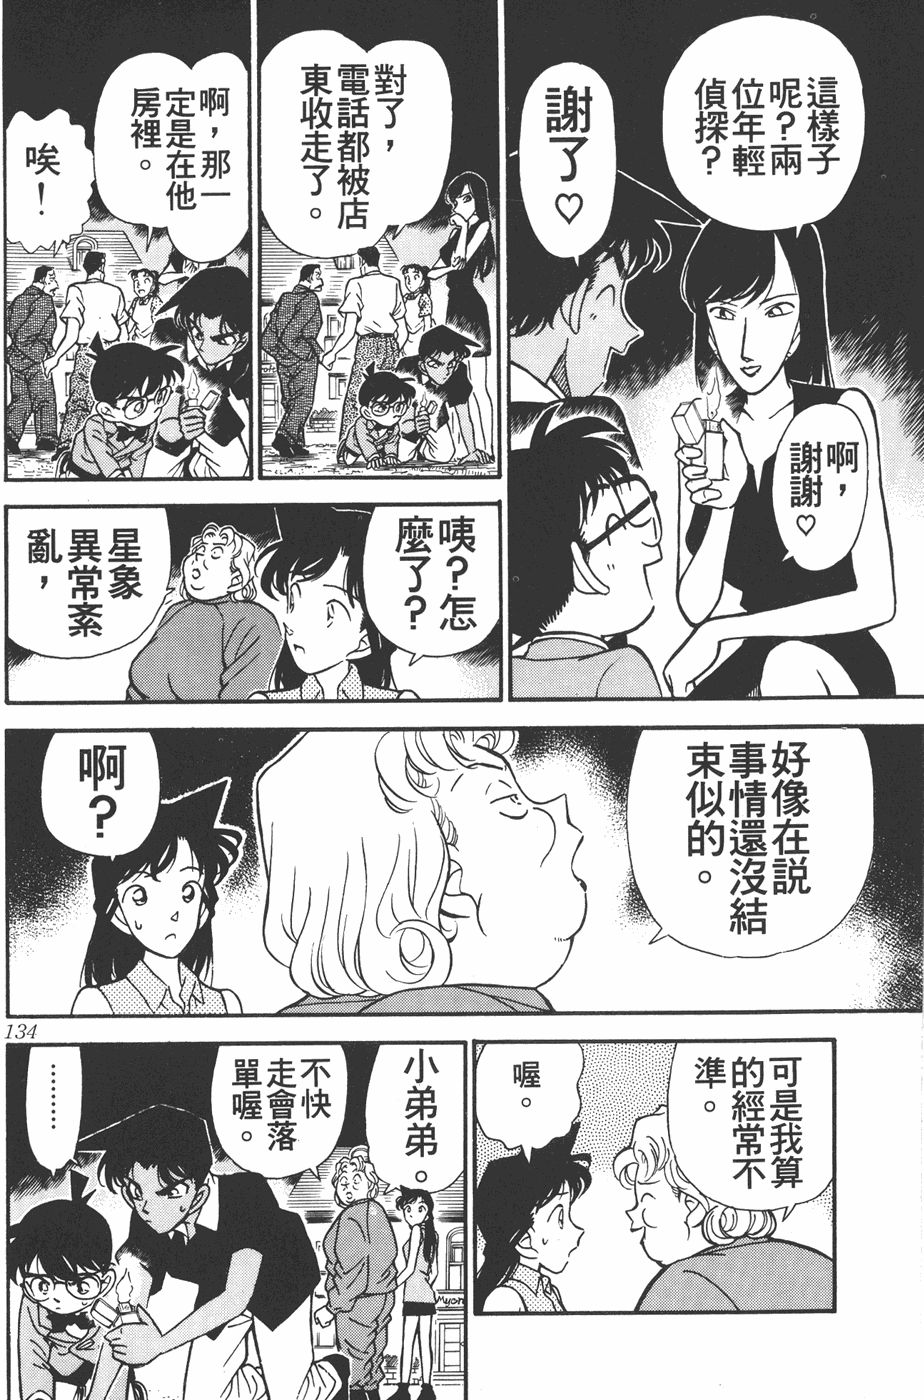 這樣子
呢？兩
位年輕
偵探？
謝了♡
啊，
謝謝♡
對了，
電話都被店
東收走了。
啊，那一
定是在他
房裡。
唉！
咦？怎
麼了？
星象
異常紊
亂，
好像在説
事情還沒結
束似的。
啊？
可是我算
的經常不
準。
喔。
小弟弟。
不快
走會落
單喔。
………
Myon
134